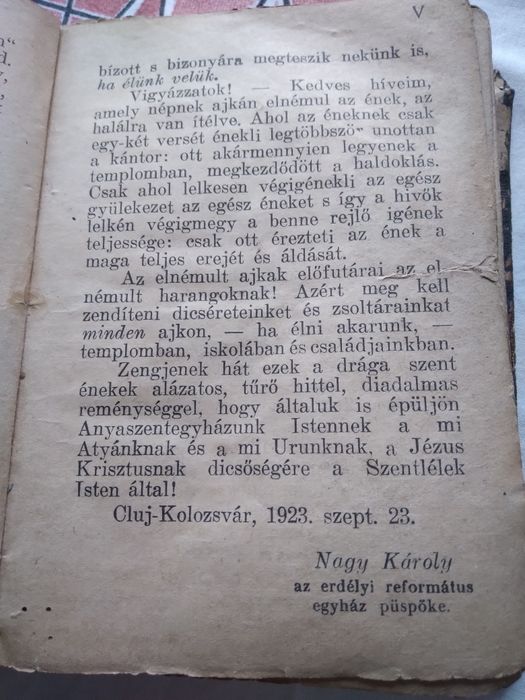 V
bízott s bizonyára megteszik nekünk is,
ha élünk velük.
Vigyázzatok! — Kedves híveim,
amely népnek ajkán elnémul az ének, az
halálra van ítélve. Ahol az éneknek csak
egy-két versét énekli legtöbbször unottan
a kántor: ott akármennyien legyenek a
templomban, megkezdődött a haldoklás.
Csak ahol lelkesen végigénekli az egész
gyülekezet az egész éneket s így a hivők
lelkén végigmegy a benne rejlő igének
teljessége: csak ott érezteti az ének a
maga teljes erejét és áldását.
Az elnémult ajkak előfutárai az el
némult harangoknak! Azért meg kell
zendíteni dicséreteinket és zsoltárainkat
minden ajkon, — ha élni akarunk, —
templomban, iskolában és családjainkban.
Zengjenek hát ezek a drága szent
énekek alázatos, tűrő hittel, diadalmas
reménységgel, hogy általuk is épüljön
Anyaszentegyházunk Istennek a mi
Atyánknak és a mi Urunknak, a Jézus
Krisztusnak dicsőségére a Szentlélek
Isten által!
Cluj-Kolozsvár, 1923. szept. 23.
Nagy Károly
az erdélyi református
egyház püspöke.